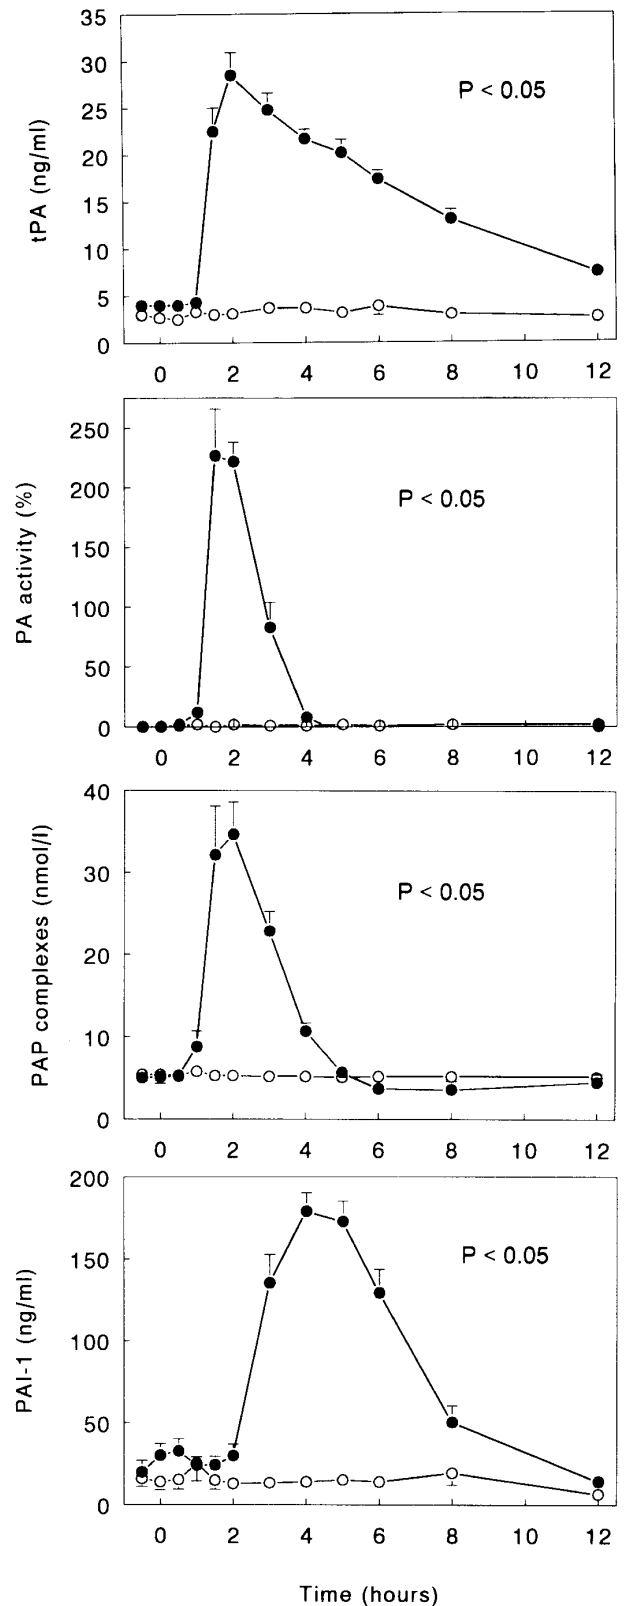 35
30
25
20
15
10
5
0
tPA (ng/ml)
P < 0.05
0 2 4 6 8 10 12
250
200
150
100
50
0
PA activity (%)
P < 0.05
0 2 4 6 8 10 12
40
30
20
10
0
PAP complexes (nmol/l)
P < 0.05
0 2 4 6 8 10 12
200
150
100
50
0
PAI-1 (ng/ml)
P < 0.05
0 2 4 6 8 10 12
Time (hours)